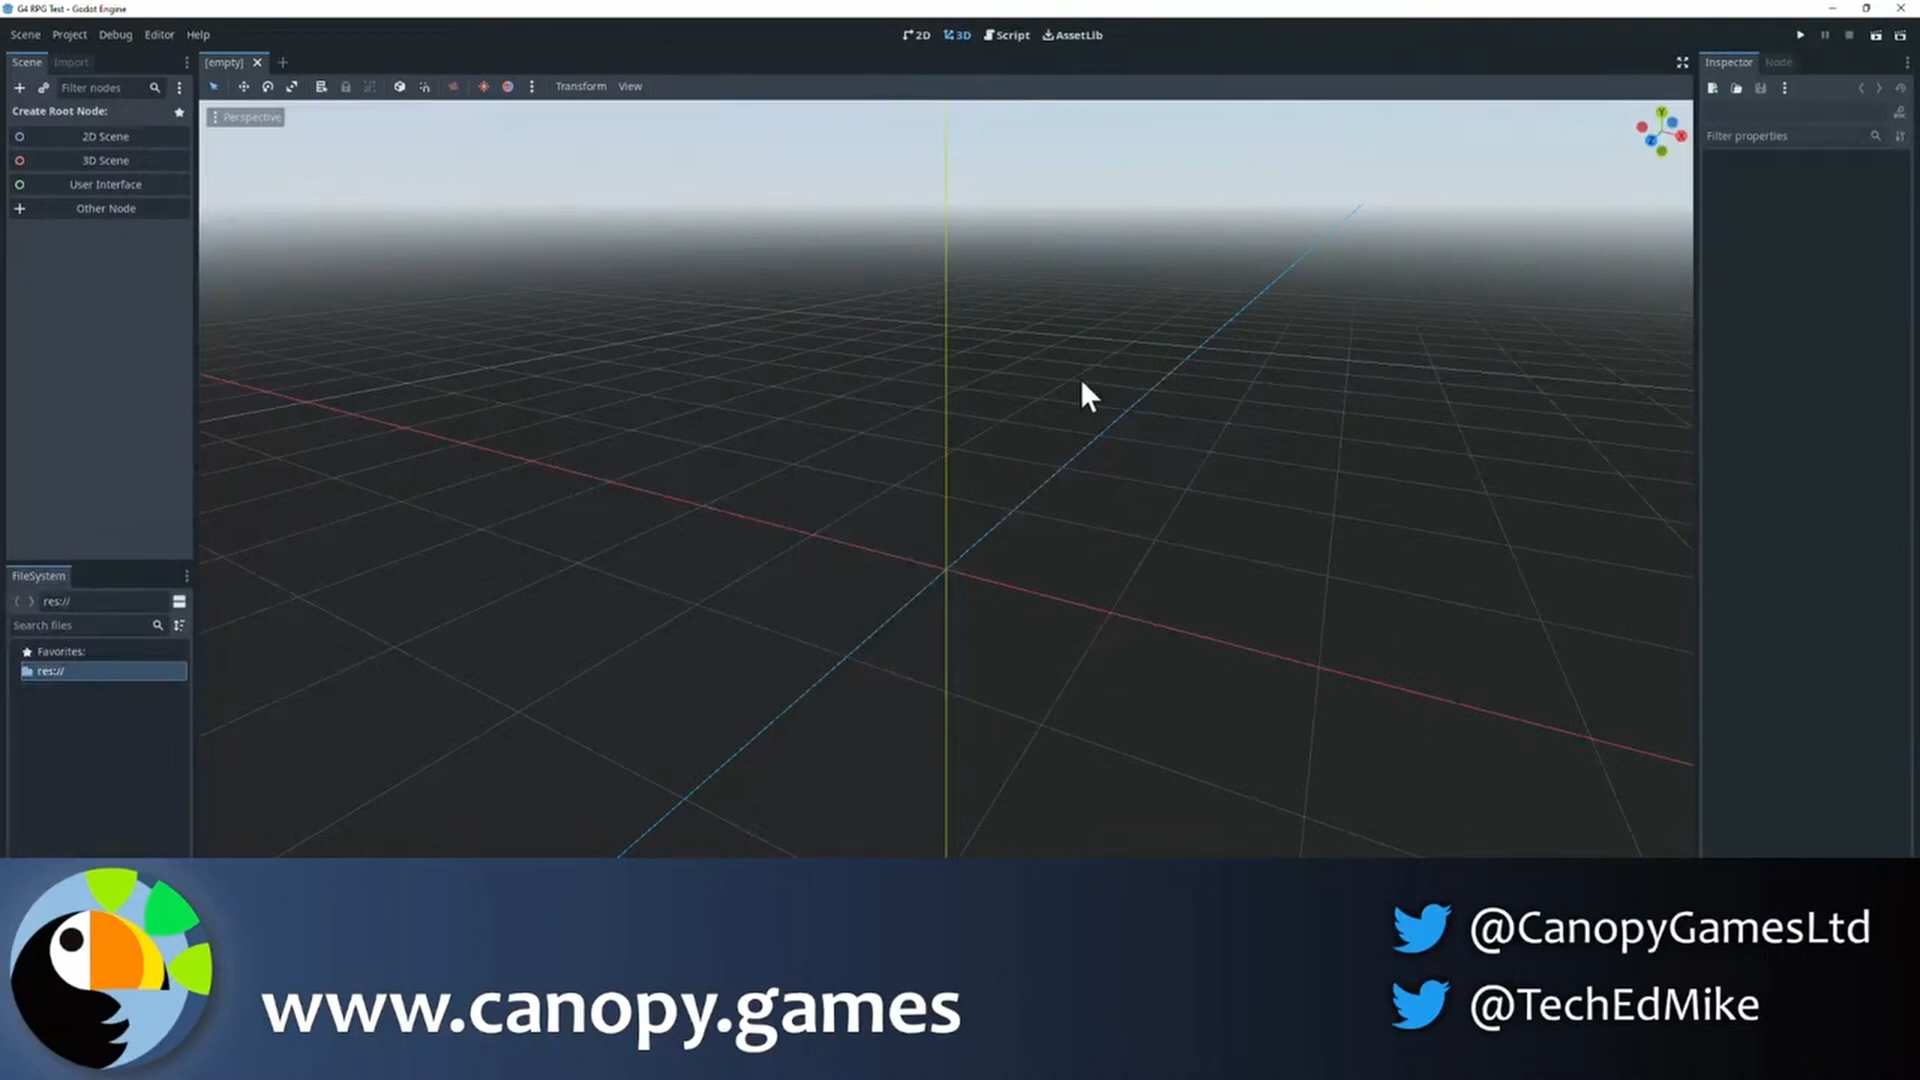 G4 RPG Test - Godot Engine
Scene Project Debug Editor Help
2D 3D Script AssetLib
Scene Import
[empty]
Inspector Node
Filter nodes
Transform View
Create Root Node:
Perspective
Y
X
Z
Filter properties
2D Scene
3D Scene
User Interface
Other Node
FileSystem
res://
Search files
Favorites:
res://
www.canopy.games
@CanopyGamesLtd
@TechEdMike